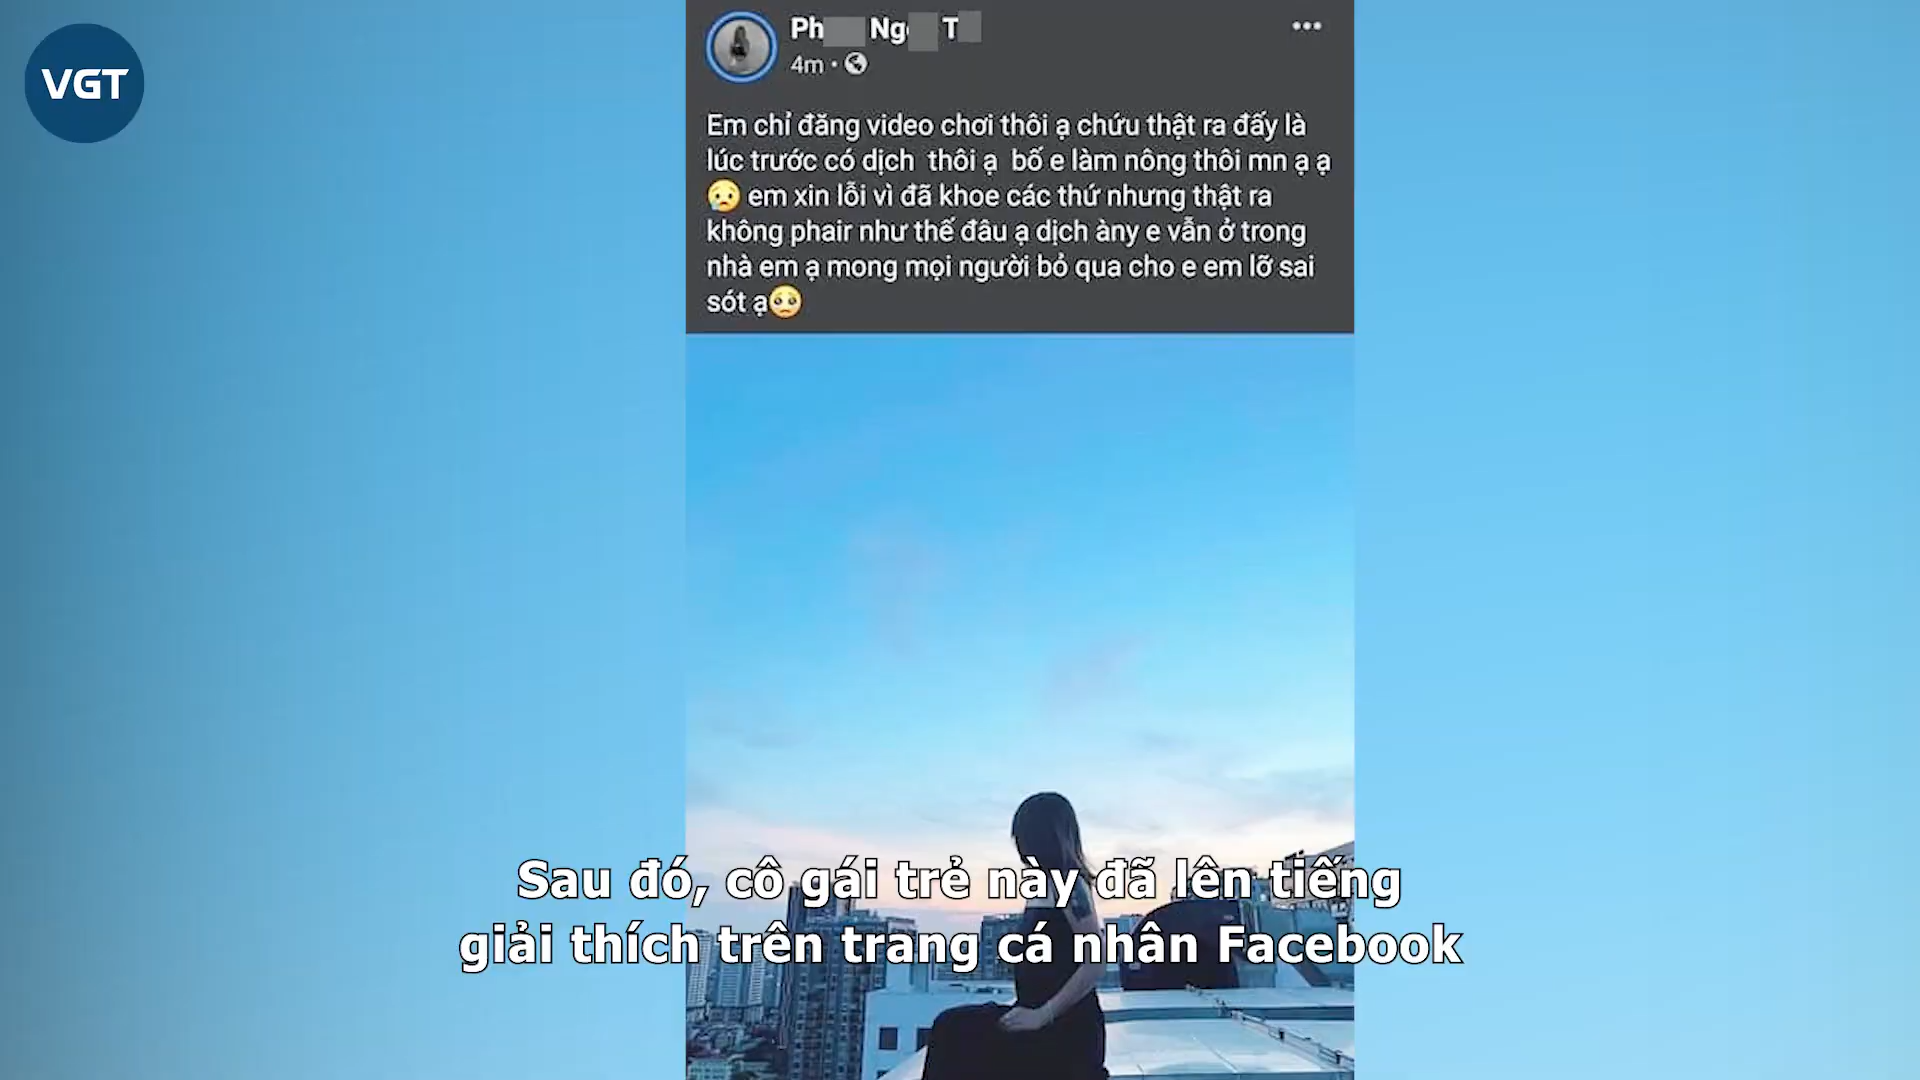 VGT
Ph Ng T
4m
Em chỉ đăng video chơi thôi ạ chứu thật ra đấy là
lúc trước có dịch thôi ạ bố e làm nông thôi mn ạ ạ
😢 em xin lỗi vì đã khoe các thứ nhưng thật ra
không phair như thế đâu ạ dịch àny e vẫn ở trong
nhà em ạ mong mọi người bỏ qua cho e em lỡ sai
sót ạ🥺
Sau đó, cô gái trẻ này đã lên tiếng
giải thích trên trang cá nhân Facebook